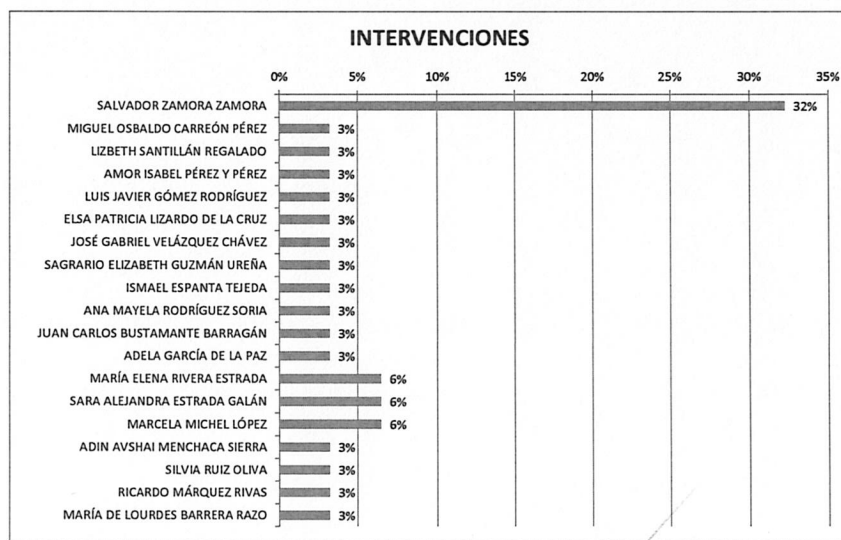 INTERVENCIONES
0% 5% 10% 15% 20% 25% 30% 35%
SALVADOR ZAMORA ZAMORA 32%
MIGUEL OSBALDO CARREÓN PÉREZ 3%
LIZBETH SANTILLÁN REGALADO 3%
AMOR ISABEL PÉREZ Y PÉREZ 3%
LUIS JAVIER GÓMEZ RODRÍGUEZ 3%
ELSA PATRICIA LIZARDO DE LA CRUZ 3%
JOSÉ GABRIEL VELÁZQUEZ CHÁVEZ 3%
SAGRARIO ELIZABETH GUZMÁN UREÑA 3%
ISMAEL ESPANTA TEJEDA 3%
ANA MAYELA RODRÍGUEZ SORIA 3%
JUAN CARLOS BUSTAMANTE BARRAGÁN 3%
ADELA GARCÍA DE LA PAZ 3%
MARÍA ELENA RIVERA ESTRADA 6%
SARA ALEJANDRA ESTRADA GALÁN 6%
MARCELA MICHEL LÓPEZ 6%
ADIN AVSHAI MENCHACA SIERRA 3%
SILVIA RUIZ OLIVA 3%
RICARDO MÁRQUEZ RIVAS 3%
MARÍA DE LOURDES BARRERA RAZO 3%